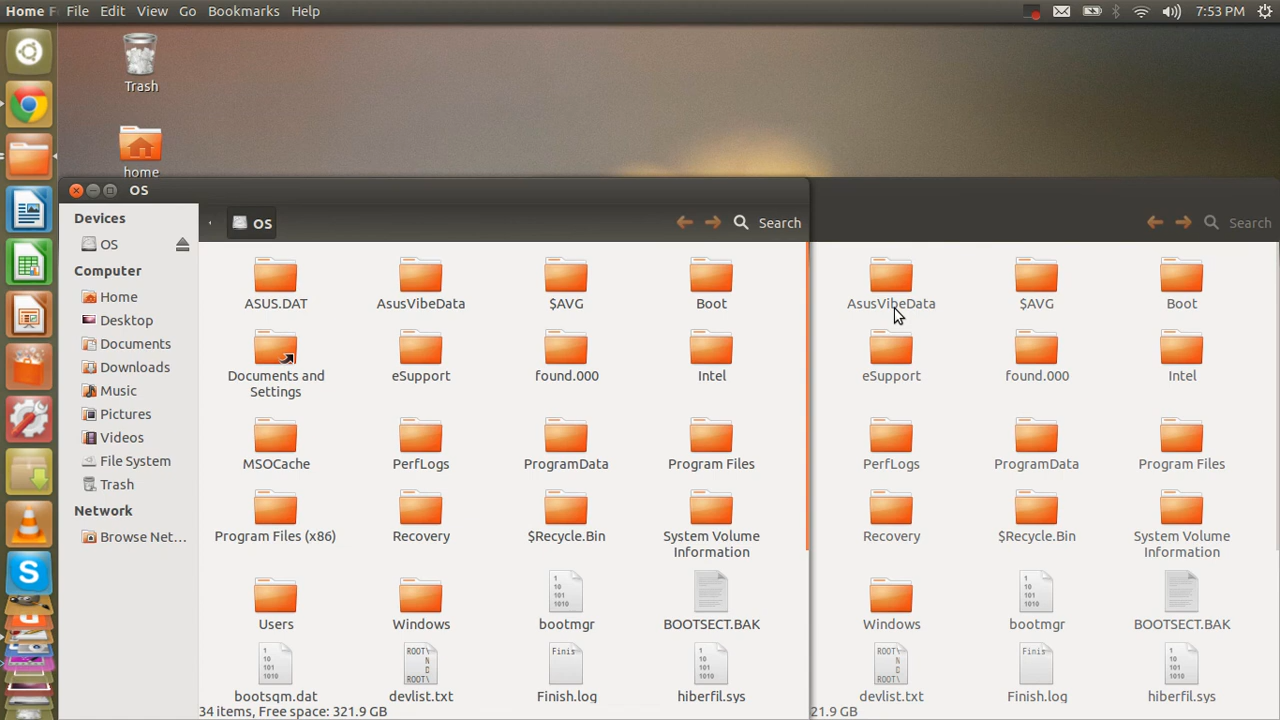 Home F File Edit View Go Bookmarks Help 7:53 PM
Trash
home
OS
Devices
OS
Computer
Home
Desktop
Documents
Downloads
Music
Pictures
Videos
File System
Trash
Network
Browse Net...
OS Search
ASUS.DAT AsusVibeData $AVG Boot
Documents and Settings eSupport found.000 Intel
MSOCache PerfLogs ProgramData Program Files
Program Files (x86) Recovery $Recycle.Bin System Volume Information
Users Windows bootmgr BOOTSECT.BAK
bootsqm.dat devlist.txt Finish.log hiberfil.sys
34 items, Free space: 321.9 GB
Search
AsusVibeData $AVG Boot
eSupport found.000 Intel
PerfLogs ProgramData Program Files
Recovery $Recycle.Bin System Volume Information
Windows bootmgr BOOTSECT.BAK
devlist.txt Finish.log hiberfil.sys
21.9 GB